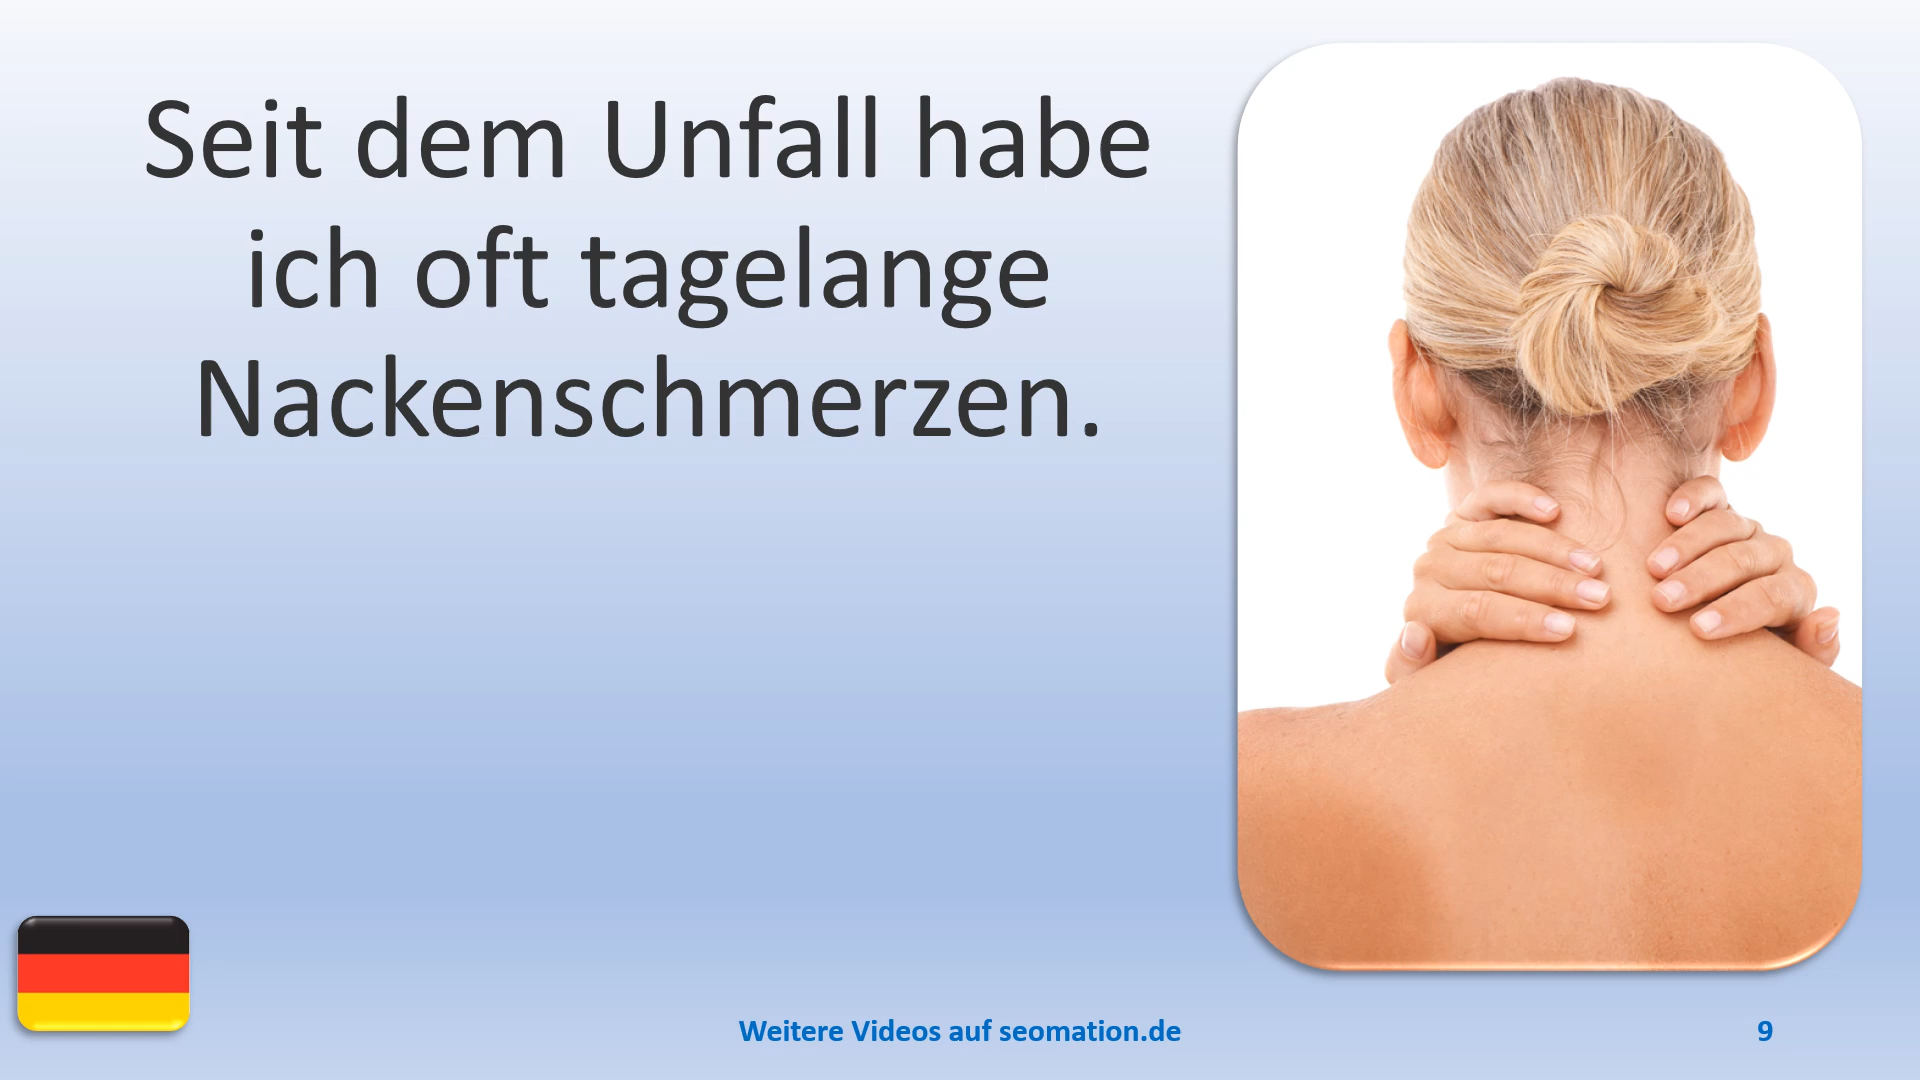 Seit dem Unfall habe
ich oft tagelange
Nackenschmerzen.
Weitere Videos auf seomation.de
9